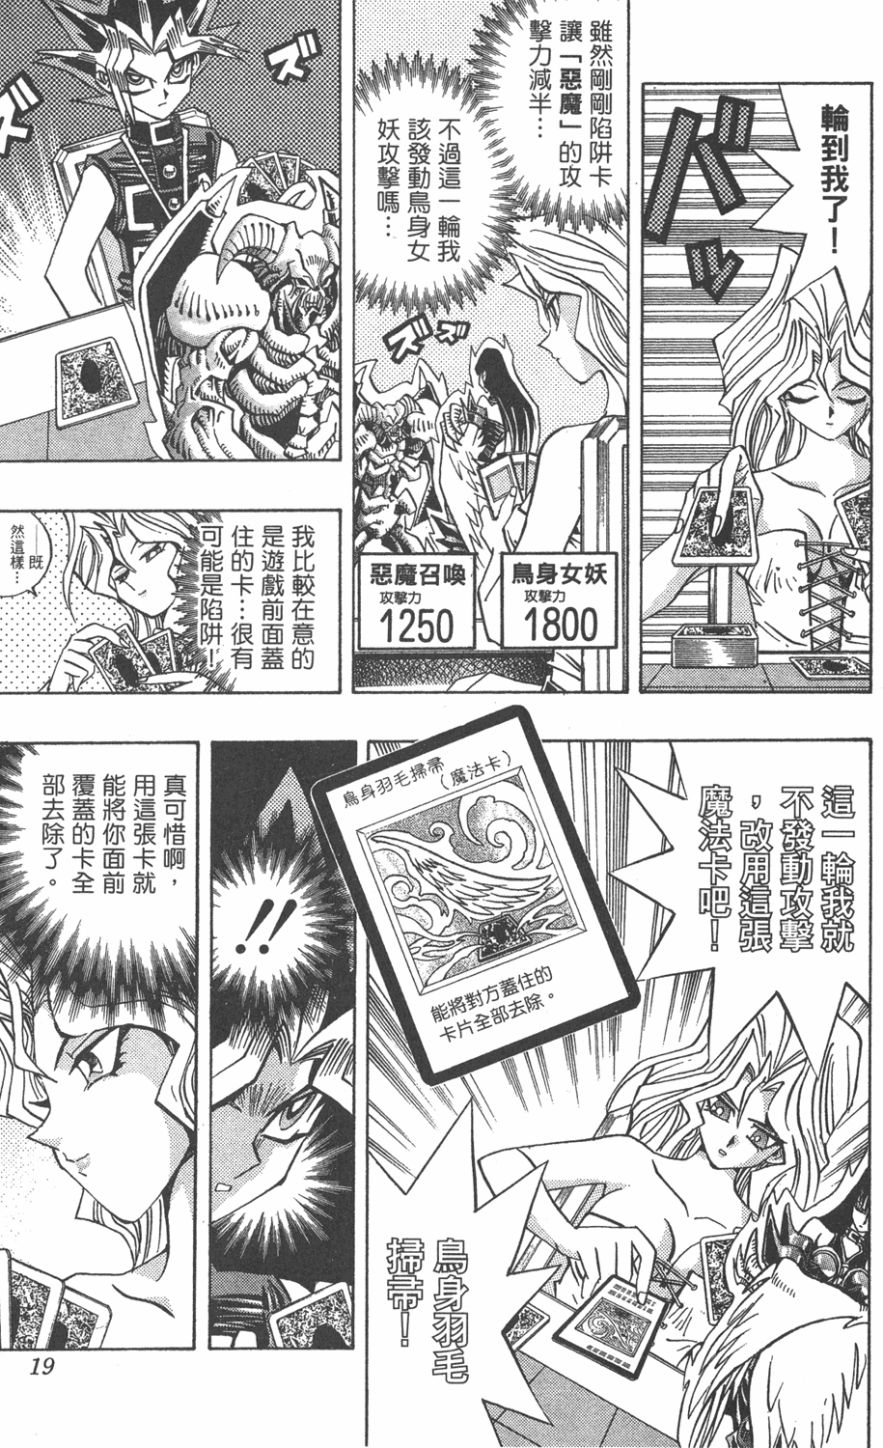 輪到我了！
バ
ッ
雖然剛剛陷阱卡
讓「惡魔」的攻
擊力減半…
不過這一輪我
該發動鳥身女
妖攻擊嗎…
ズズ
惡魔召喚
攻擊力
1250
鳥身女妖
攻擊力
1800
ズズ
我比較在意的
是遊戲前面蓋
住的卡…很有
可能是陷阱！
既
然這樣…
這一輪我就
不發動攻擊
，改用這張
魔法卡吧！
鳥身羽毛掃帚
（魔法卡）
能將對方蓋住的
卡片全部去除。
鳥身羽毛
掃帚！
!!
真可惜啊，
用這張卡就
能將你面前
覆蓋的卡全
部去除了。
19